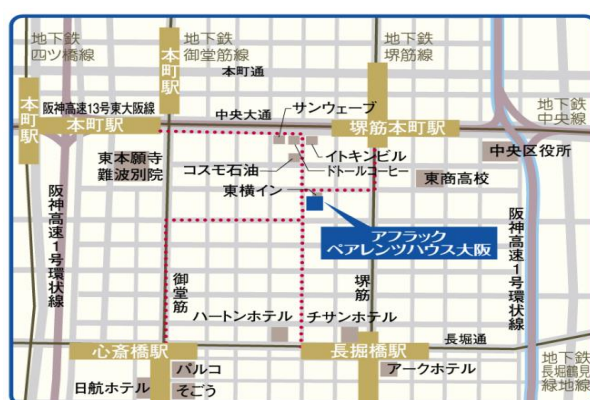 地下鉄
四ツ橋線
地下鉄
御堂筋線
地下鉄
堺筋線
本町通
本町駅
本町駅
阪神高速13号東大阪線
中央大通
サンウェーブ
地下鉄
中央線
本町駅
堺筋本町駅
東本願寺
難波別院
コスモ石油
イトキンビル
ドトールコーヒー
中央区役所
東横イン
東商高校
阪神高速1号環状線
アフラック
ペアレンツハウス大阪
阪神高速1号環状線
御堂筋
堺筋
ハートンホテル
チサンホテル
長堀通
心斎橋駅
長堀橋駅
パルコ
アークホテル
地下鉄
長堀鶴見
緑地線
日航ホテル
そごう